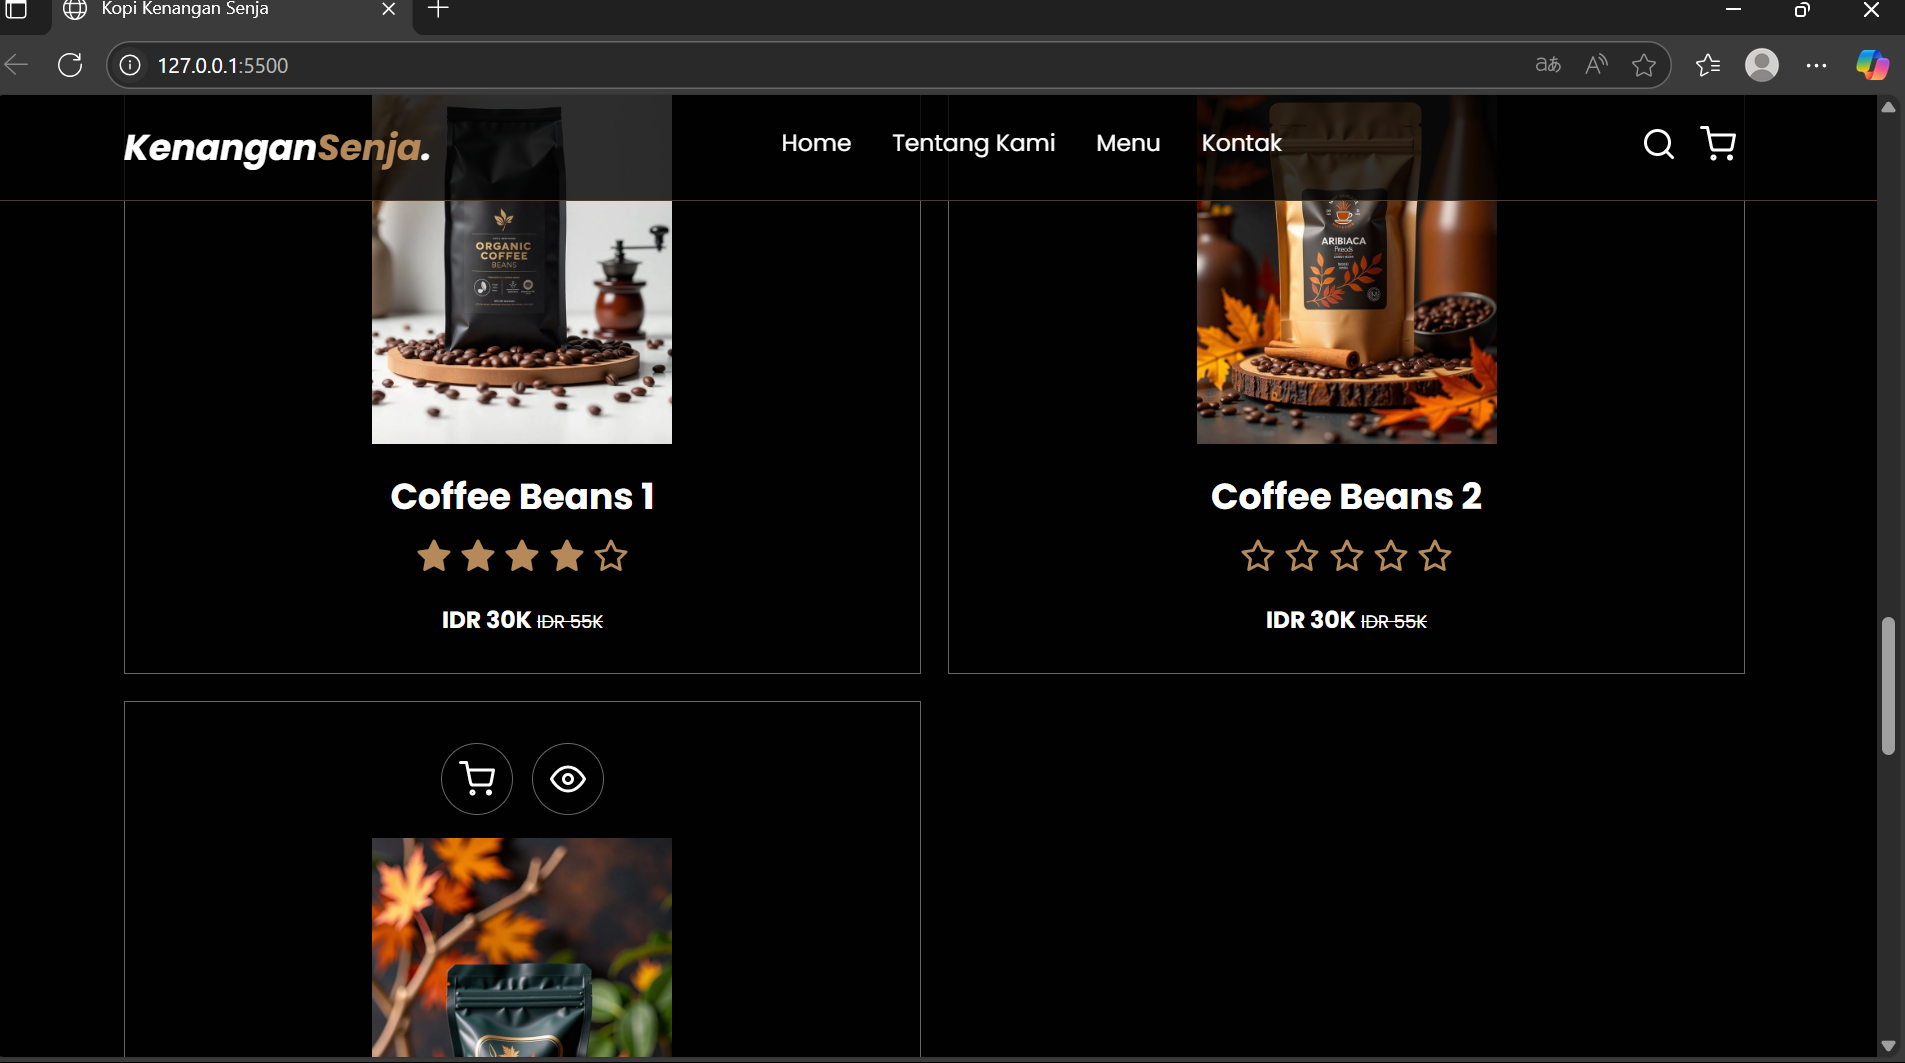 Kopi Kenangan Senja
127.0.0.1:5500
KenanganSenja.
Home Tentang Kami Menu Kontak
ORGANIC
COFFEE
BEANS
ARIBIACA
Preods
Coffee Beans 1
Coffee Beans 2
IDR 30K IDR 55K
IDR 30K IDR 55K